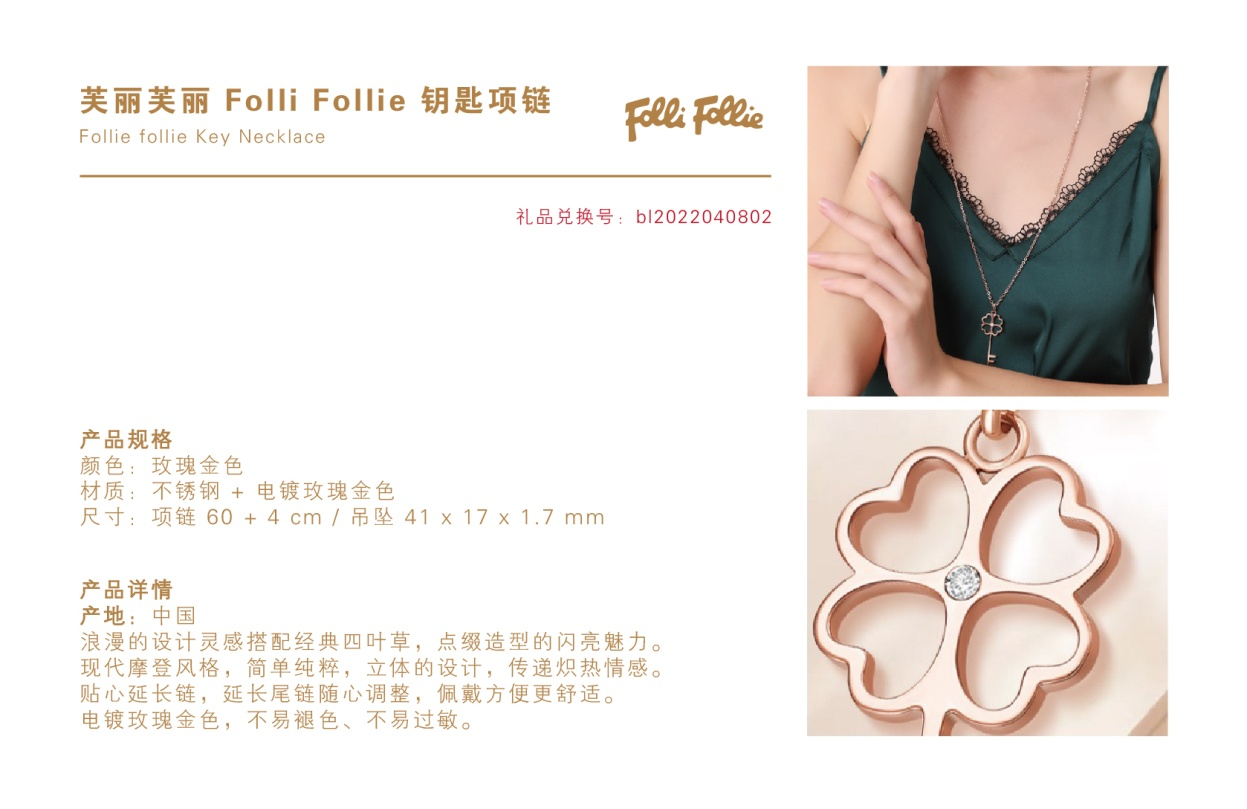 芙丽芙丽 Folli Follie 钥匙项链
Follie follie Key Necklace
Folli Follie
礼品兑换号：bl2022040802
产品规格
颜色：玫瑰金色
材质：不锈钢 + 电镀玫瑰金色
尺寸：项链 60 + 4 cm / 吊坠 41 x 17 x 1.7 mm
产品详情
产地：中国
浪漫的设计灵感搭配经典四叶草，点缀造型的闪亮魅力。
现代摩登风格，简单纯粹，立体的设计，传递炽热情感。
贴心延长链，延长尾链随心调整，佩戴方便更舒适。
电镀玫瑰金色，不易褪色、不易过敏。